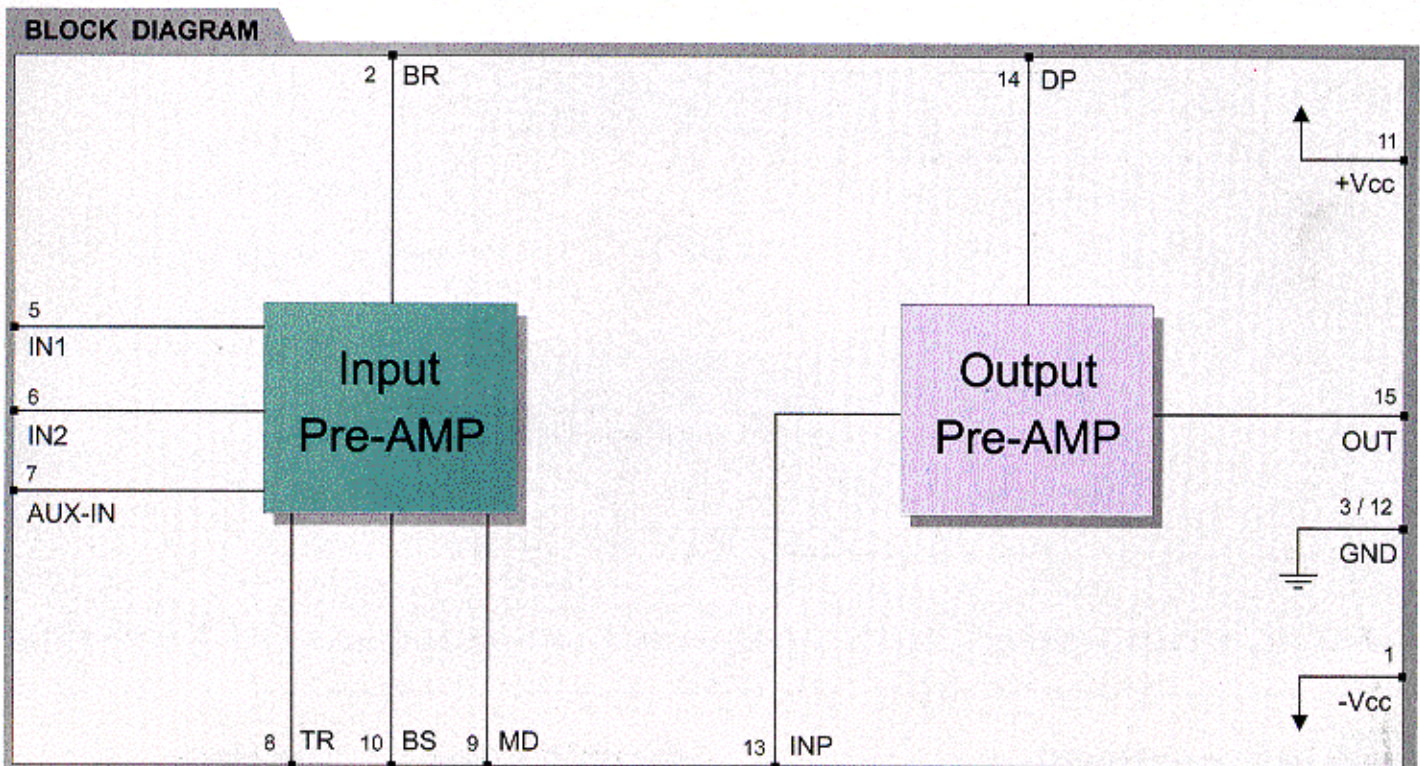 BLOCK DIAGRAM
2 BR
14 DP
11
+Vcc
5
IN1
6
IN2
7
AUX-IN
Input
Pre-AMP
Output
Pre-AMP
15
OUT
3 / 12
GND
1
-Vcc
8 TR
10 BS
9 MD
13 INP